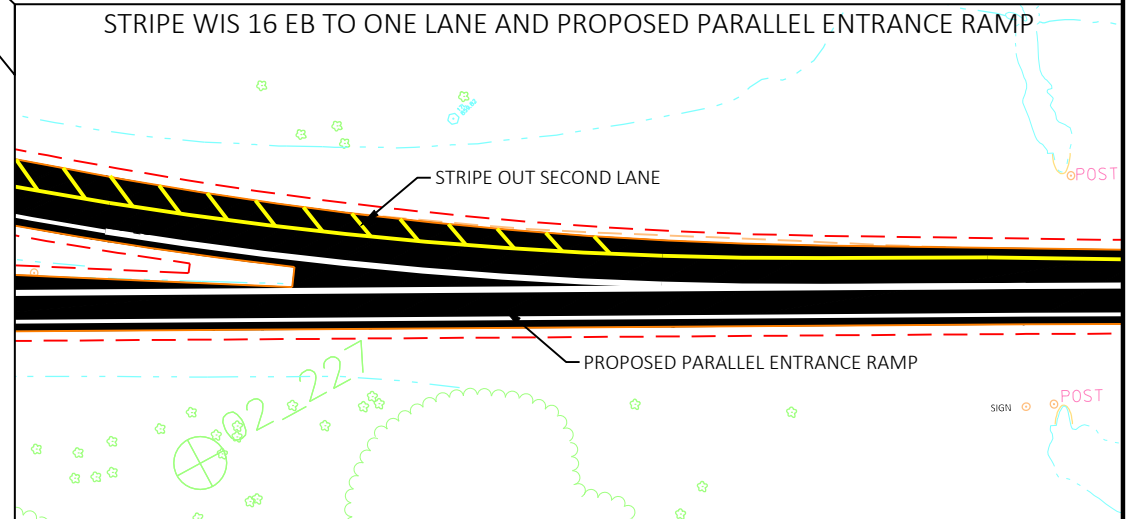 STRIPE WIS 16 EB TO ONE LANE AND PROPOSED PARALLEL ENTRANCE RAMP
POST
STRIPE OUT SECOND LANE
PROPOSED PARALLEL ENTRANCE RAMP
02_227
POST
SIGN